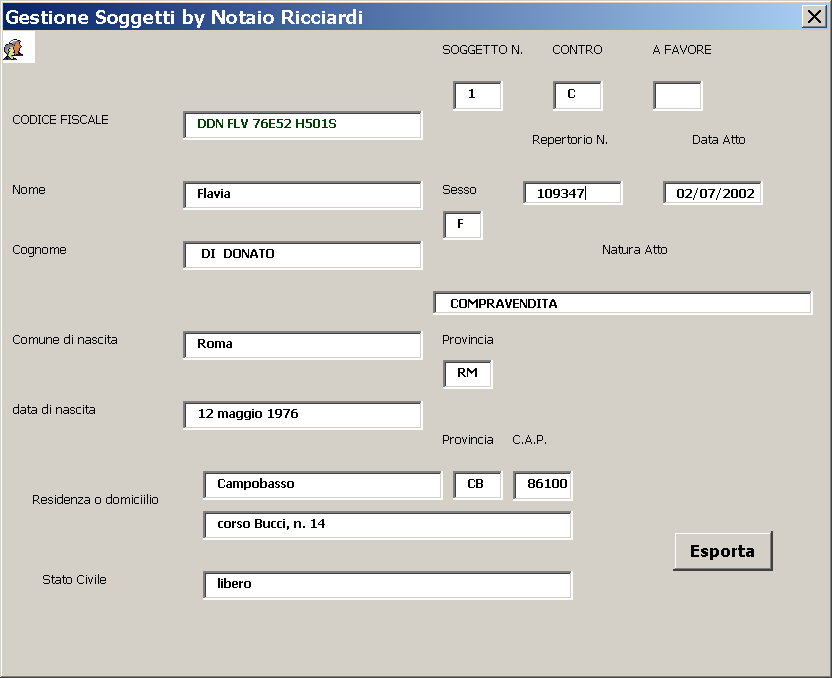 Gestione Soggetti by Notaio Ricciardi
SOGGETTO N. CONTRO A FAVORE
1 C
CODICE FISCALE DDN FLV 76E52 H501S
Repertorio N. Data Atto
Nome Flavia Sesso 109347 02/07/2002
F
Cognome DI DONATO Natura Atto
COMPRAVENDITA
Comune di nascita Roma Provincia
RM
data di nascita 12 maggio 1976
Provincia C.A.P.
Campobasso CB 86100
Residenza o domiciilio
corso Bucci, n. 14
Esporta
Stato Civile libero